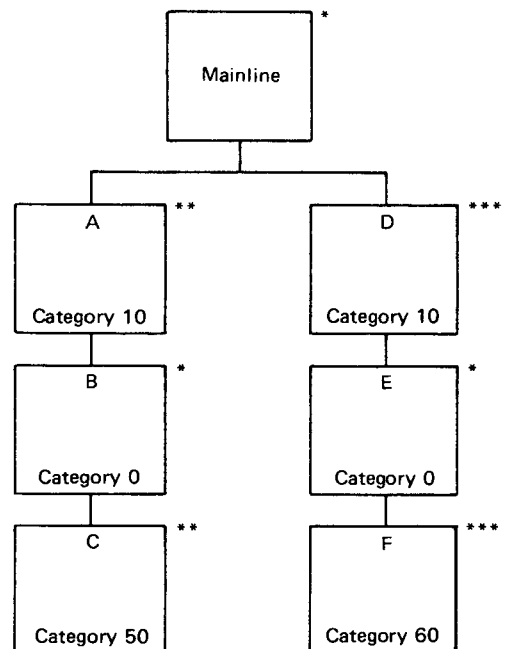 *
Mainline
**
A
Category 10
***
D
Category 10
*
B
Category 0
*
E
Category 0
**
C
Category 50
***
F
Category 60